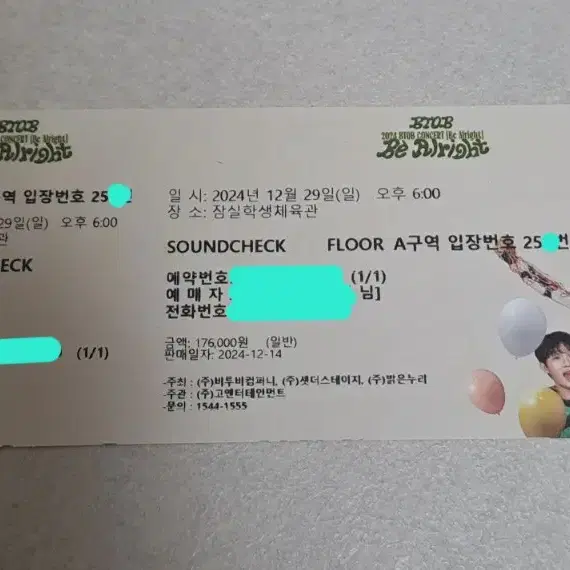 BTOB
CONCERT [Be Alright]
Be Alright
역 입장번호 25
29일(일) 오후 6:00
관
ECK
(1/1)
BTOB
2024 BTOB CONCERT [Be Alright]
Be Alright
일 시: 2024년 12월 29일(일) 오후 6:00
장 소: 잠실학생체육관
SOUNDCHECK FLOOR A구역 입장번호 25 번
예약번호 (1/1)
예 매 자 님]
전화번호
금액: 176,000원 (일반)
판매일자: 2024-12-14
-주최 : (주)비투비컴퍼니, (주)셋더스테이지, (주)밝은누리
-주관 : (주)고엔터테인먼트
-문의 : 1544-1555